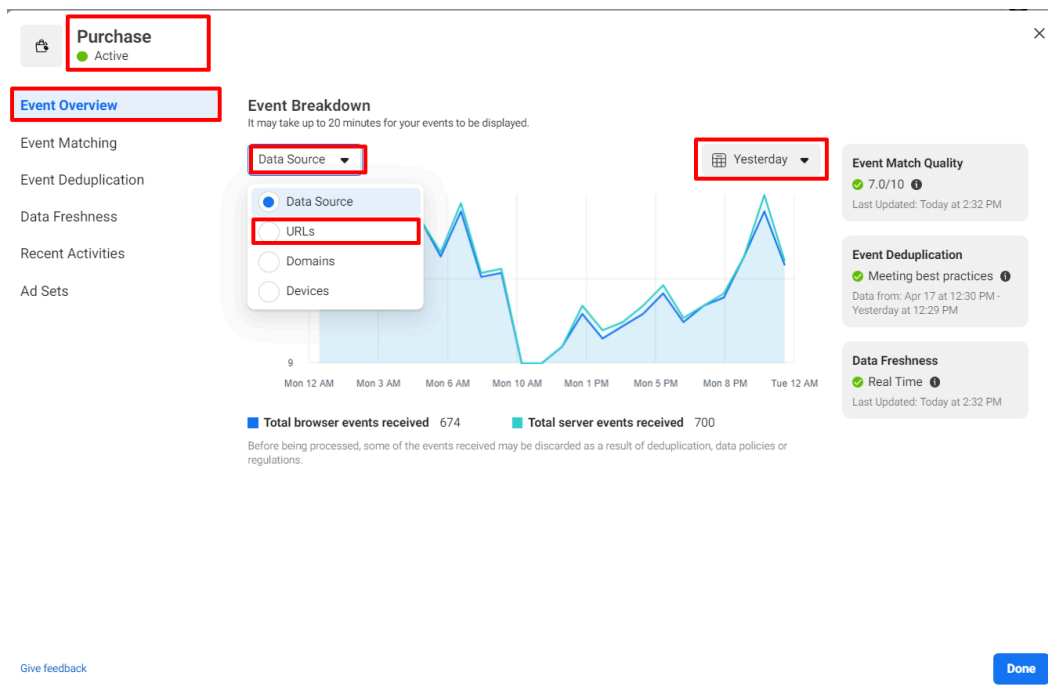 Purchase
Active
Event Overview
Event Matching
Event Deduplication
Data Freshness
Recent Activities
Ad Sets
Event Breakdown
It may take up to 20 minutes for your events to be displayed.
Data Source
Yesterday
Data Source
URLs
Domains
Devices
9
Mon 12 AM Mon 3 AM Mon 6 AM Mon 10 AM Mon 1 PM Mon 5 PM Mon 8 PM Tue 12 AM
Total browser events received 674 Total server events received 700
Before being processed, some of the events received may be discarded as a result of deduplication, data policies or
regulations.
Event Match Quality
7.0/10
Last Updated: Today at 2:32 PM
Event Deduplication
Meeting best practices
Data from: Apr 17 at 12:30 PM -
Yesterday at 12:29 PM
Data Freshness
Real Time
Last Updated: Today at 2:32 PM
Give feedback
Done